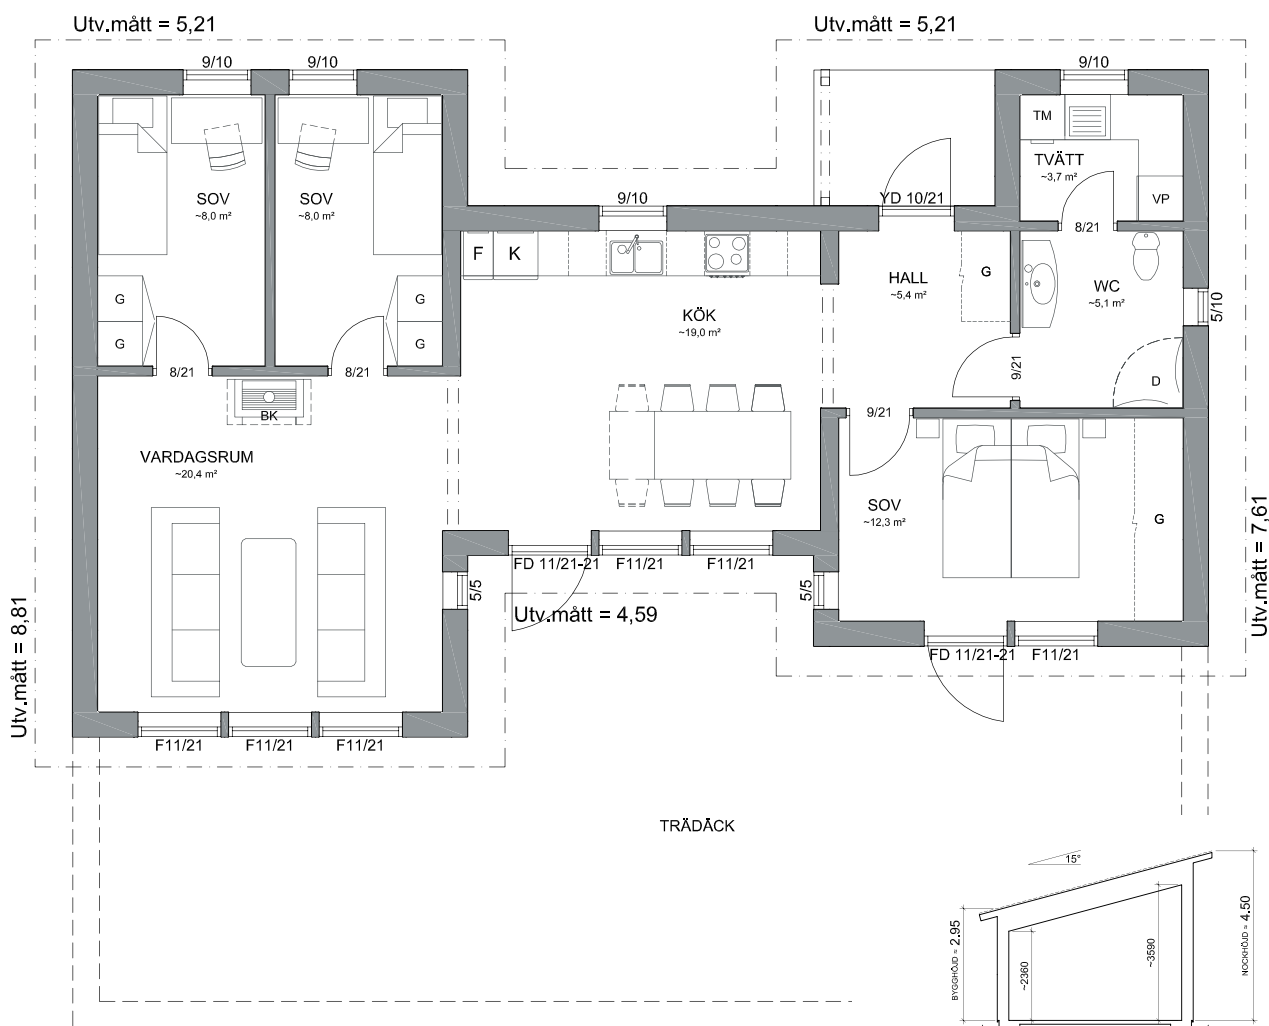 Utv.mått = 5,21
Utv.mått = 5,21
9/10
9/10
9/10
TM
TVÄTT
~3,7 m²
VP
SOV
~8,0 m²
SOV
~8,0 m²
9/10
YD 10/21
8/21
F
K
HALL
~5,4 m²
G
WC
~5,1 m²
5/10
G
G
G
G
KÖK
~19,0 m²
8/21
8/21
9/21
D
BK
9/21
VARDAGSRUM
~20,4 m²
SOV
~12,3 m²
G
Utv.mått = 7,61
FD 11/21-21
F11/21
F11/21
5/5
5/5
Utv.mått = 4,59
Utv.mått = 8,81
FD 11/21-21
F11/21
F11/21
F11/21
F11/21
TRÄDÄCK
15°
BYGGHÖJD = 2.95
~2360
~3590
NOCKHÖJD = 4.50